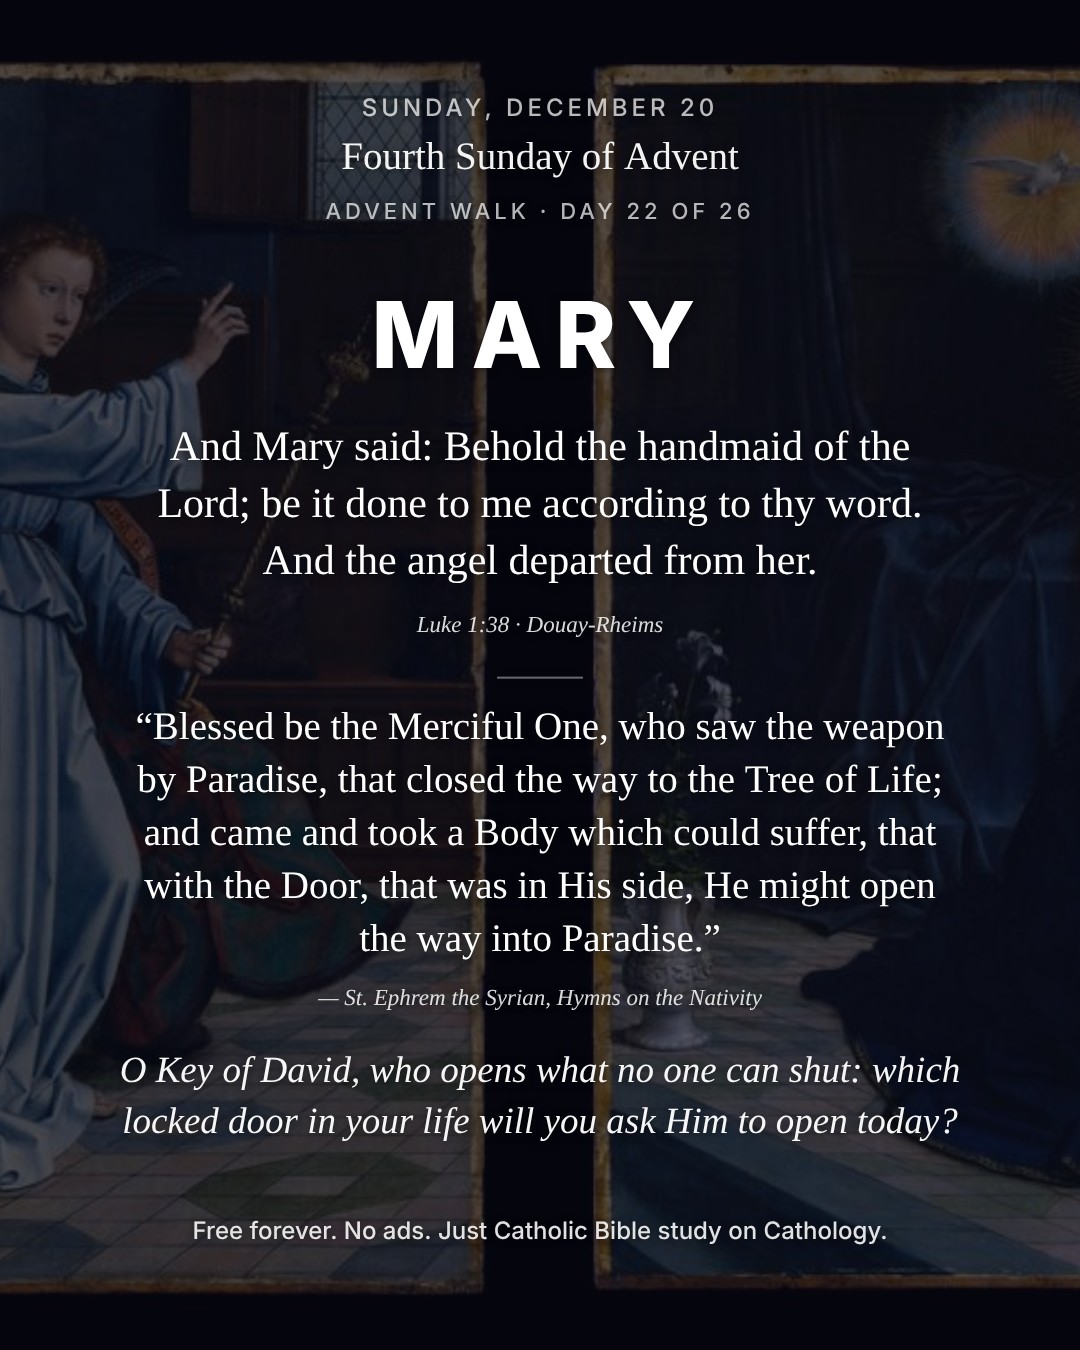 SUNDAY, DECEMBER 20
Fourth Sunday of Advent
ADVENT WALK · DAY 22 OF 26
MARY
And Mary said: Behold the handmaid of the
Lord; be it done to me according to thy word.
And the angel departed from her.
Luke 1:38 · Douay-Rheims
“Blessed be the Merciful One, who saw the weapon
by Paradise, that closed the way to the Tree of Life;
and came and took a Body which could suffer, that
with the Door, that was in His side, He might open
the way into Paradise.”
— St. Ephrem the Syrian, Hymns on the Nativity
O Key of David, who opens what no one can shut: which
locked door in your life will you ask Him to open today?
Free forever. No ads. Just Catholic Bible study on Cathology.